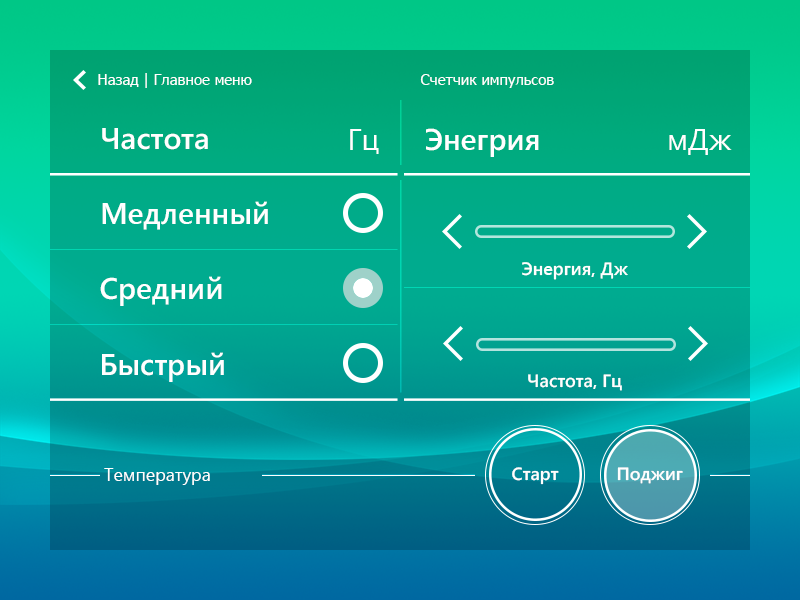 Назад | Главное меню
Счетчик импульсов
Частота Гц
Энегрия мДж
Медленный
Средний
Быстрый
Энергия, Дж
Частота, Гц
Температура
Старт
Поджиг